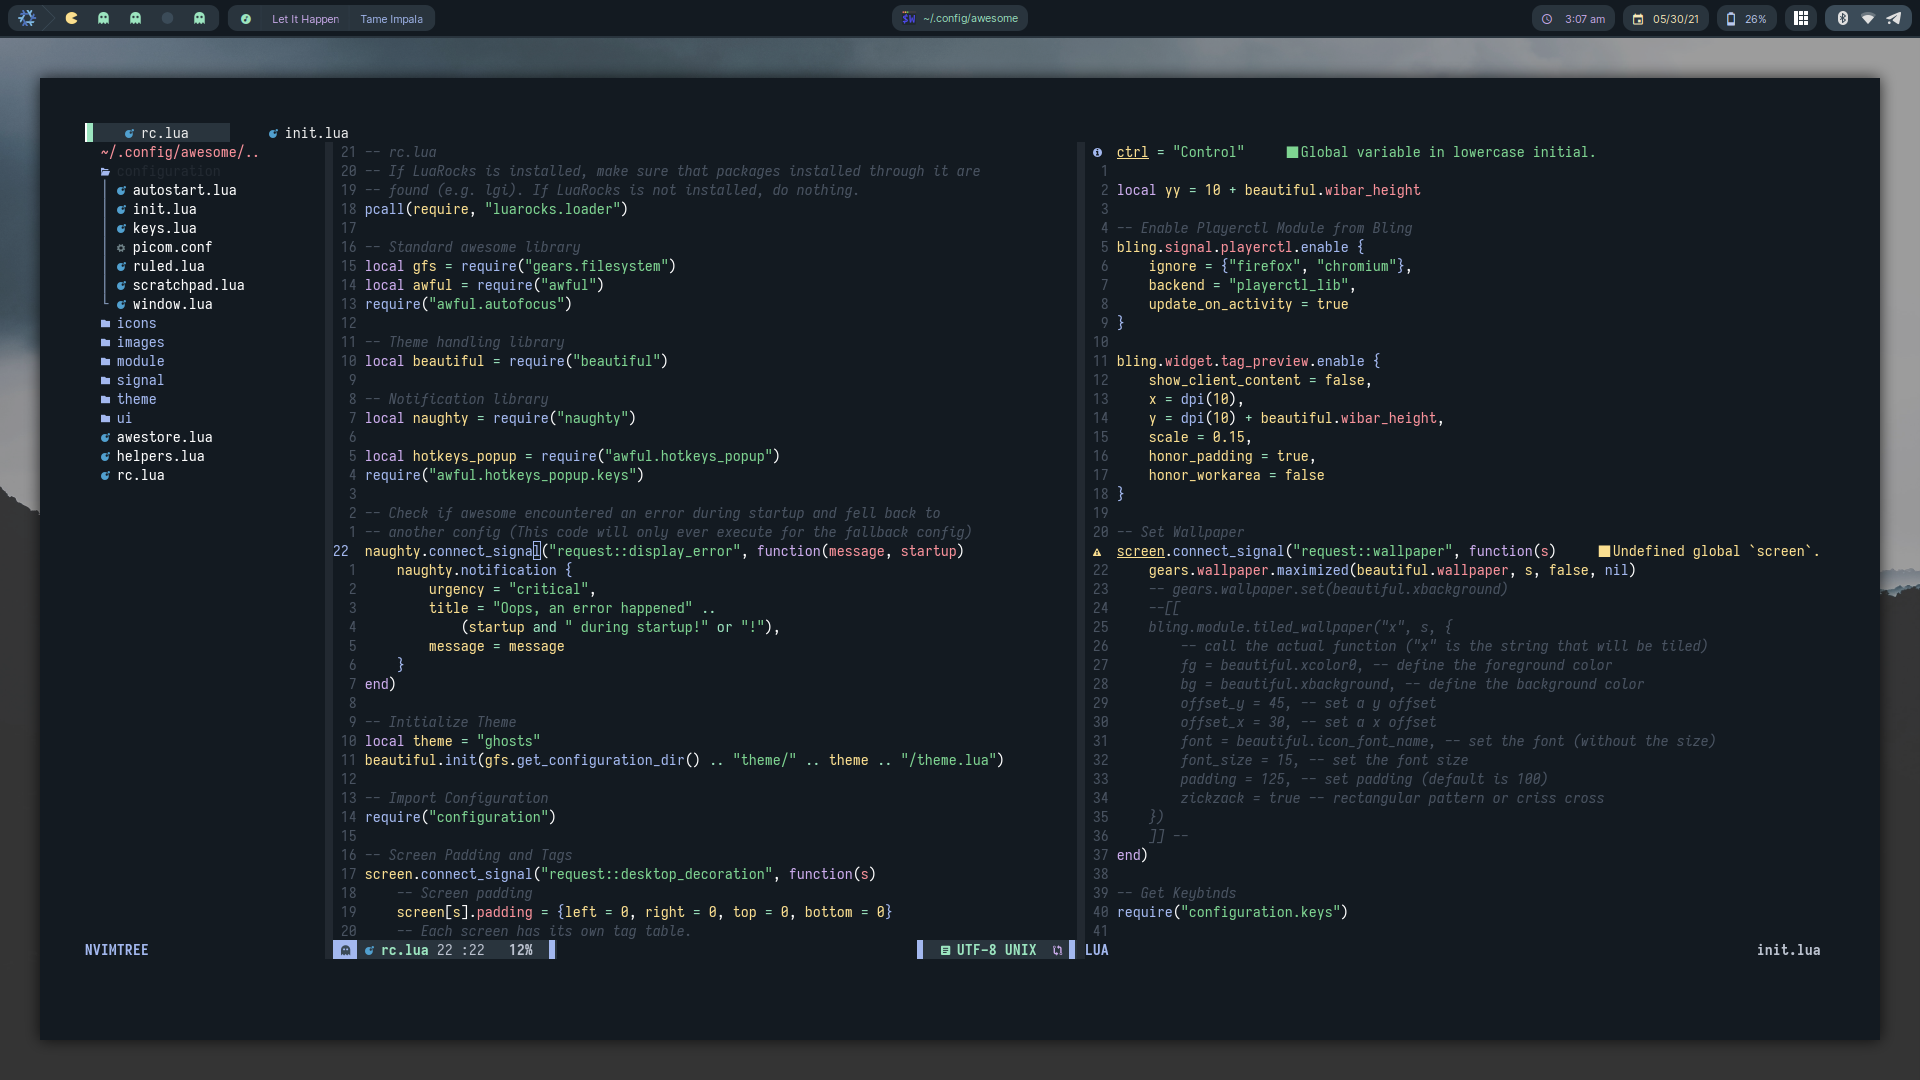 Let It Happen Tame Impala
~/.config/awesome
3:07 am 05/30/21 26%
rc.lua init.lua
~/.config/awesome/..
configuration
autostart.lua
init.lua
keys.lua
picom.conf
ruled.lua
scratchpad.lua
window.lua
icons
images
module
signal
theme
ui
awestore.lua
helpers.lua
rc.lua
21 -- rc.lua
20 -- If LuaRocks is installed, make sure that packages installed through it are
19 -- found (e.g. lgi). If LuaRocks is not installed, do nothing.
18 pcall(require, "luarocks.loader")
17
16 -- Standard awesome library
15 local gfs = require("gears.filesystem")
14 local awful = require("awful")
13 require("awful.autofocus")
12
11 -- Theme handling library
10 local beautiful = require("beautiful")
9
8 -- Notification library
7 local naughty = require("naughty")
6
5 local hotkeys_popup = require("awful.hotkeys_popup")
4 require("awful.hotkeys_popup.keys")
3
2 -- Check if awesome encountered an error during startup and fell back to
1 -- another config (This code will only ever execute for the fallback config)
22 naughty.connect_signal("request::display_error", function(message, startup)
1 naughty.notification {
2 urgency = "critical",
3 title = "Oops, an error happened" ..
4 (startup and " during startup!" or "!"),
5 message = message
6 }
7 end)
8
9 -- Initialize Theme
10 local theme = "ghosts"
11 beautiful.init(gfs.get_configuration_dir() .. "theme/" .. theme .. "/theme.lua")
12
13 -- Import Configuration
14 require("configuration")
15
16 -- Screen Padding and Tags
17 screen.connect_signal("request::desktop_decoration", function(s)
18 -- Screen padding
19 screen[s].padding = {left = 0, right = 0, top = 0, bottom = 0}
20 -- Each screen has its own tag table.
ctrl = "Control" Global variable in lowercase initial.
1
2 local yy = 10 + beautiful.wibar_height
3
4 -- Enable Playerctl Module from Bling
5 bling.signal.playerctl.enable {
6 ignore = {"firefox", "chromium"},
7 backend = "playerctl_lib",
8 update_on_activity = true
9 }
10
11 bling.widget.tag_preview.enable {
12 show_client_content = false,
13 x = dpi(10),
14 y = dpi(10) + beautiful.wibar_height,
15 scale = 0.15,
16 honor_padding = true,
17 honor_workarea = false
18 }
19
20 -- Set Wallpaper
screen.connect_signal("request::wallpaper", function(s) Undefined global `screen`.
22 gears.wallpaper.maximized(beautiful.wallpaper, s, false, nil)
23 -- gears.wallpaper.set(beautiful.xbackground)
24 --[[
25 bling.module.tiled_wallpaper("x", s, {
26 -- call the actual function ("x" is the string that will be tiled)
27 fg = beautiful.xcolor0, -- define the foreground color
28 bg = beautiful.xbackground, -- define the background color
29 offset_y = 45, -- set a y offset
30 offset_x = 30, -- set a x offset
31 font = beautiful.icon_font_name, -- set the font (without the size)
32 font_size = 15, -- set the font size
33 padding = 125, -- set padding (default is 100)
34 zickzack = true -- rectangular pattern or criss cross
35 })
36 ]] --
37 end)
38
39 -- Get Keybinds
40 require("configuration.keys")
41
NVIMTREE rc.lua 22 :22 12% UTF-8 UNIX LUA init.lua